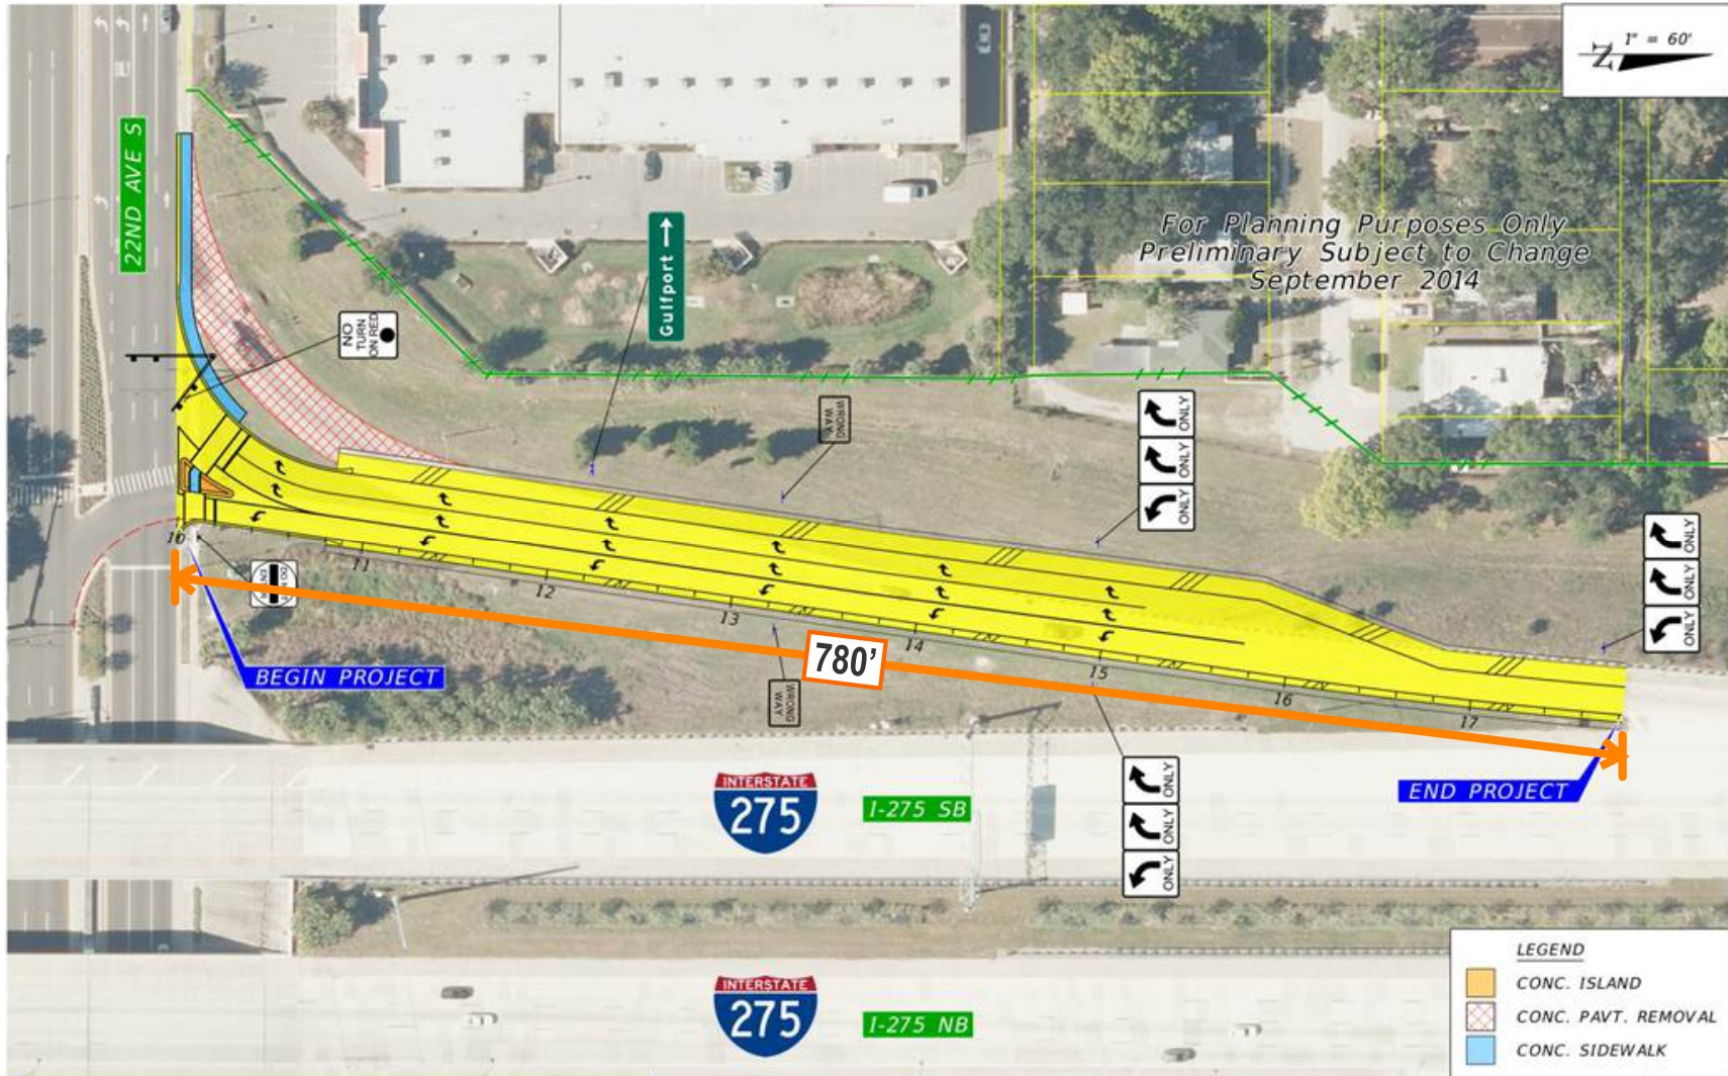 1" = 60'
N
22ND AVE S
Gulfport →
NO
TURN
ON RED
For Planning Purposes Only
Preliminary Subject to Change
September 2014
WRONG
WAY
ONLY
ONLY
ONLY
ONLY
ONLY
ONLY
10
11
12
13
14
15
16
17
780'
BEGIN PROJECT
WRONG
WAY
END PROJECT
ONLY
ONLY
ONLY
INTERSTATE
275
I-275 SB
INTERSTATE
275
I-275 NB
LEGEND
CONC. ISLAND
CONC. PAVT. REMOVAL
CONC. SIDEWALK